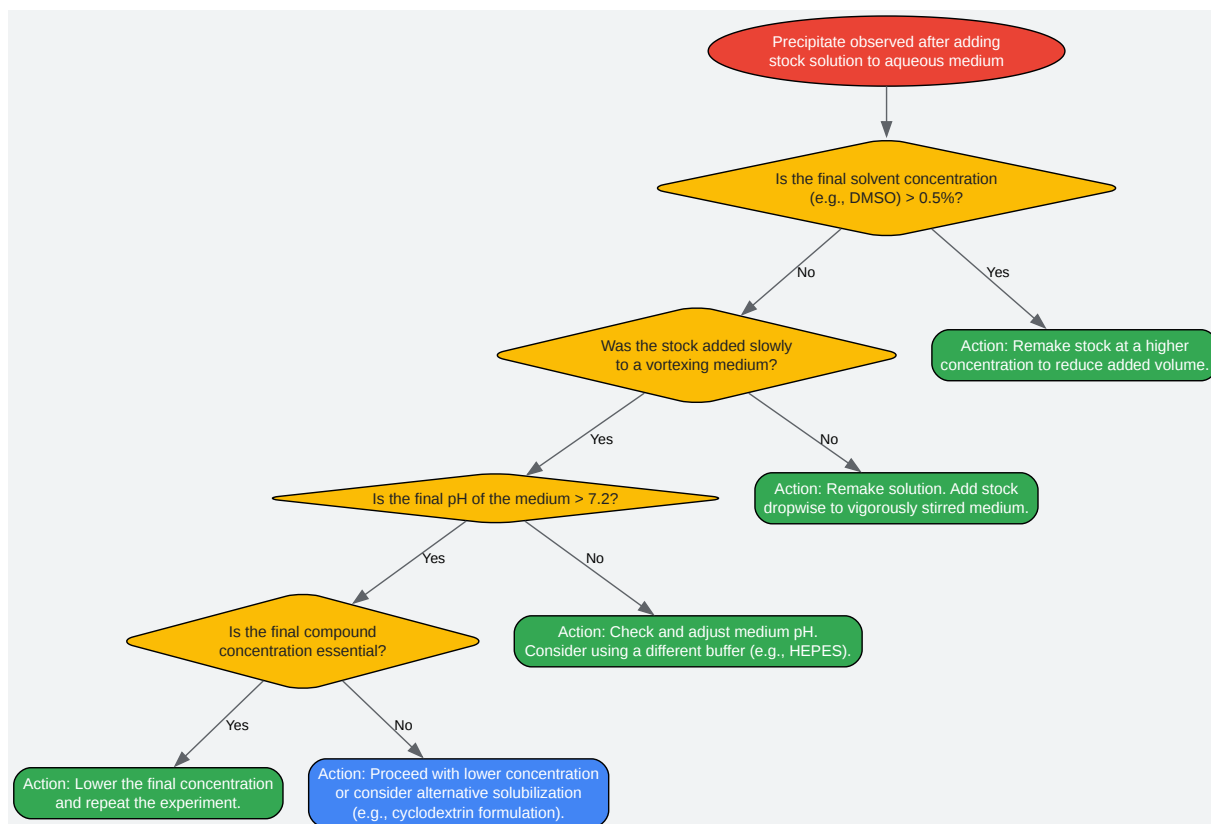 Precipitate observed after adding
stock solution to aqueous medium
Is the final solvent concentration
(e.g., DMSO) > 0.5%?
No
Yes
Was the stock added slowly
to a vortexing medium?
Action: Remake stock at a higher
concentration to reduce added volume.
Yes
No
Is the final pH of the medium > 7.2?
Action: Remake solution. Add stock
dropwise to vigorously stirred medium.
Yes
No
Is the final compound
concentration essential?
Action: Check and adjust medium pH.
Consider using a different buffer (e.g., HEPES).
Yes
No
Action: Lower the final concentration
and repeat the experiment.
Action: Proceed with lower concentration
or consider alternative solubilization
(e.g., cyclodextrin formulation).